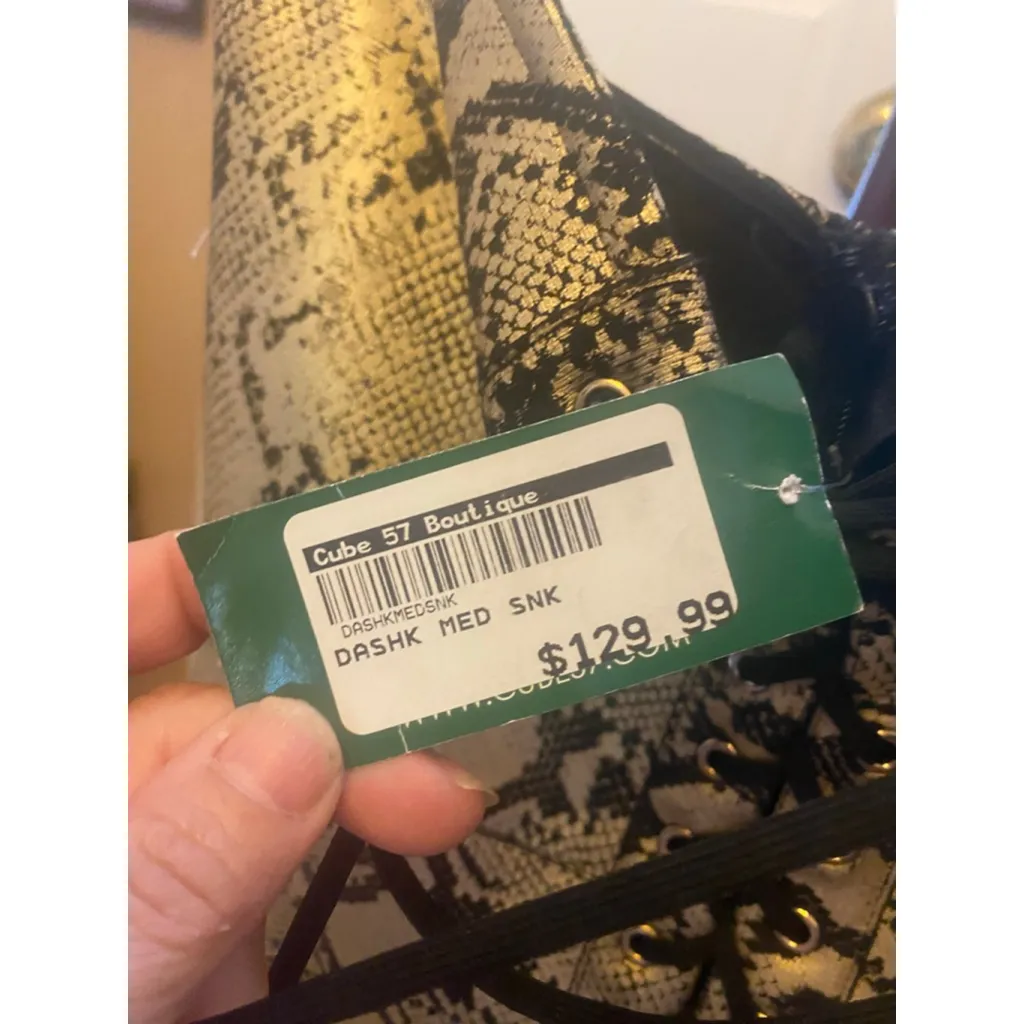 Cube 57 Boutique
DASHKMEDSNK
DASHK MED SNK
$129.99